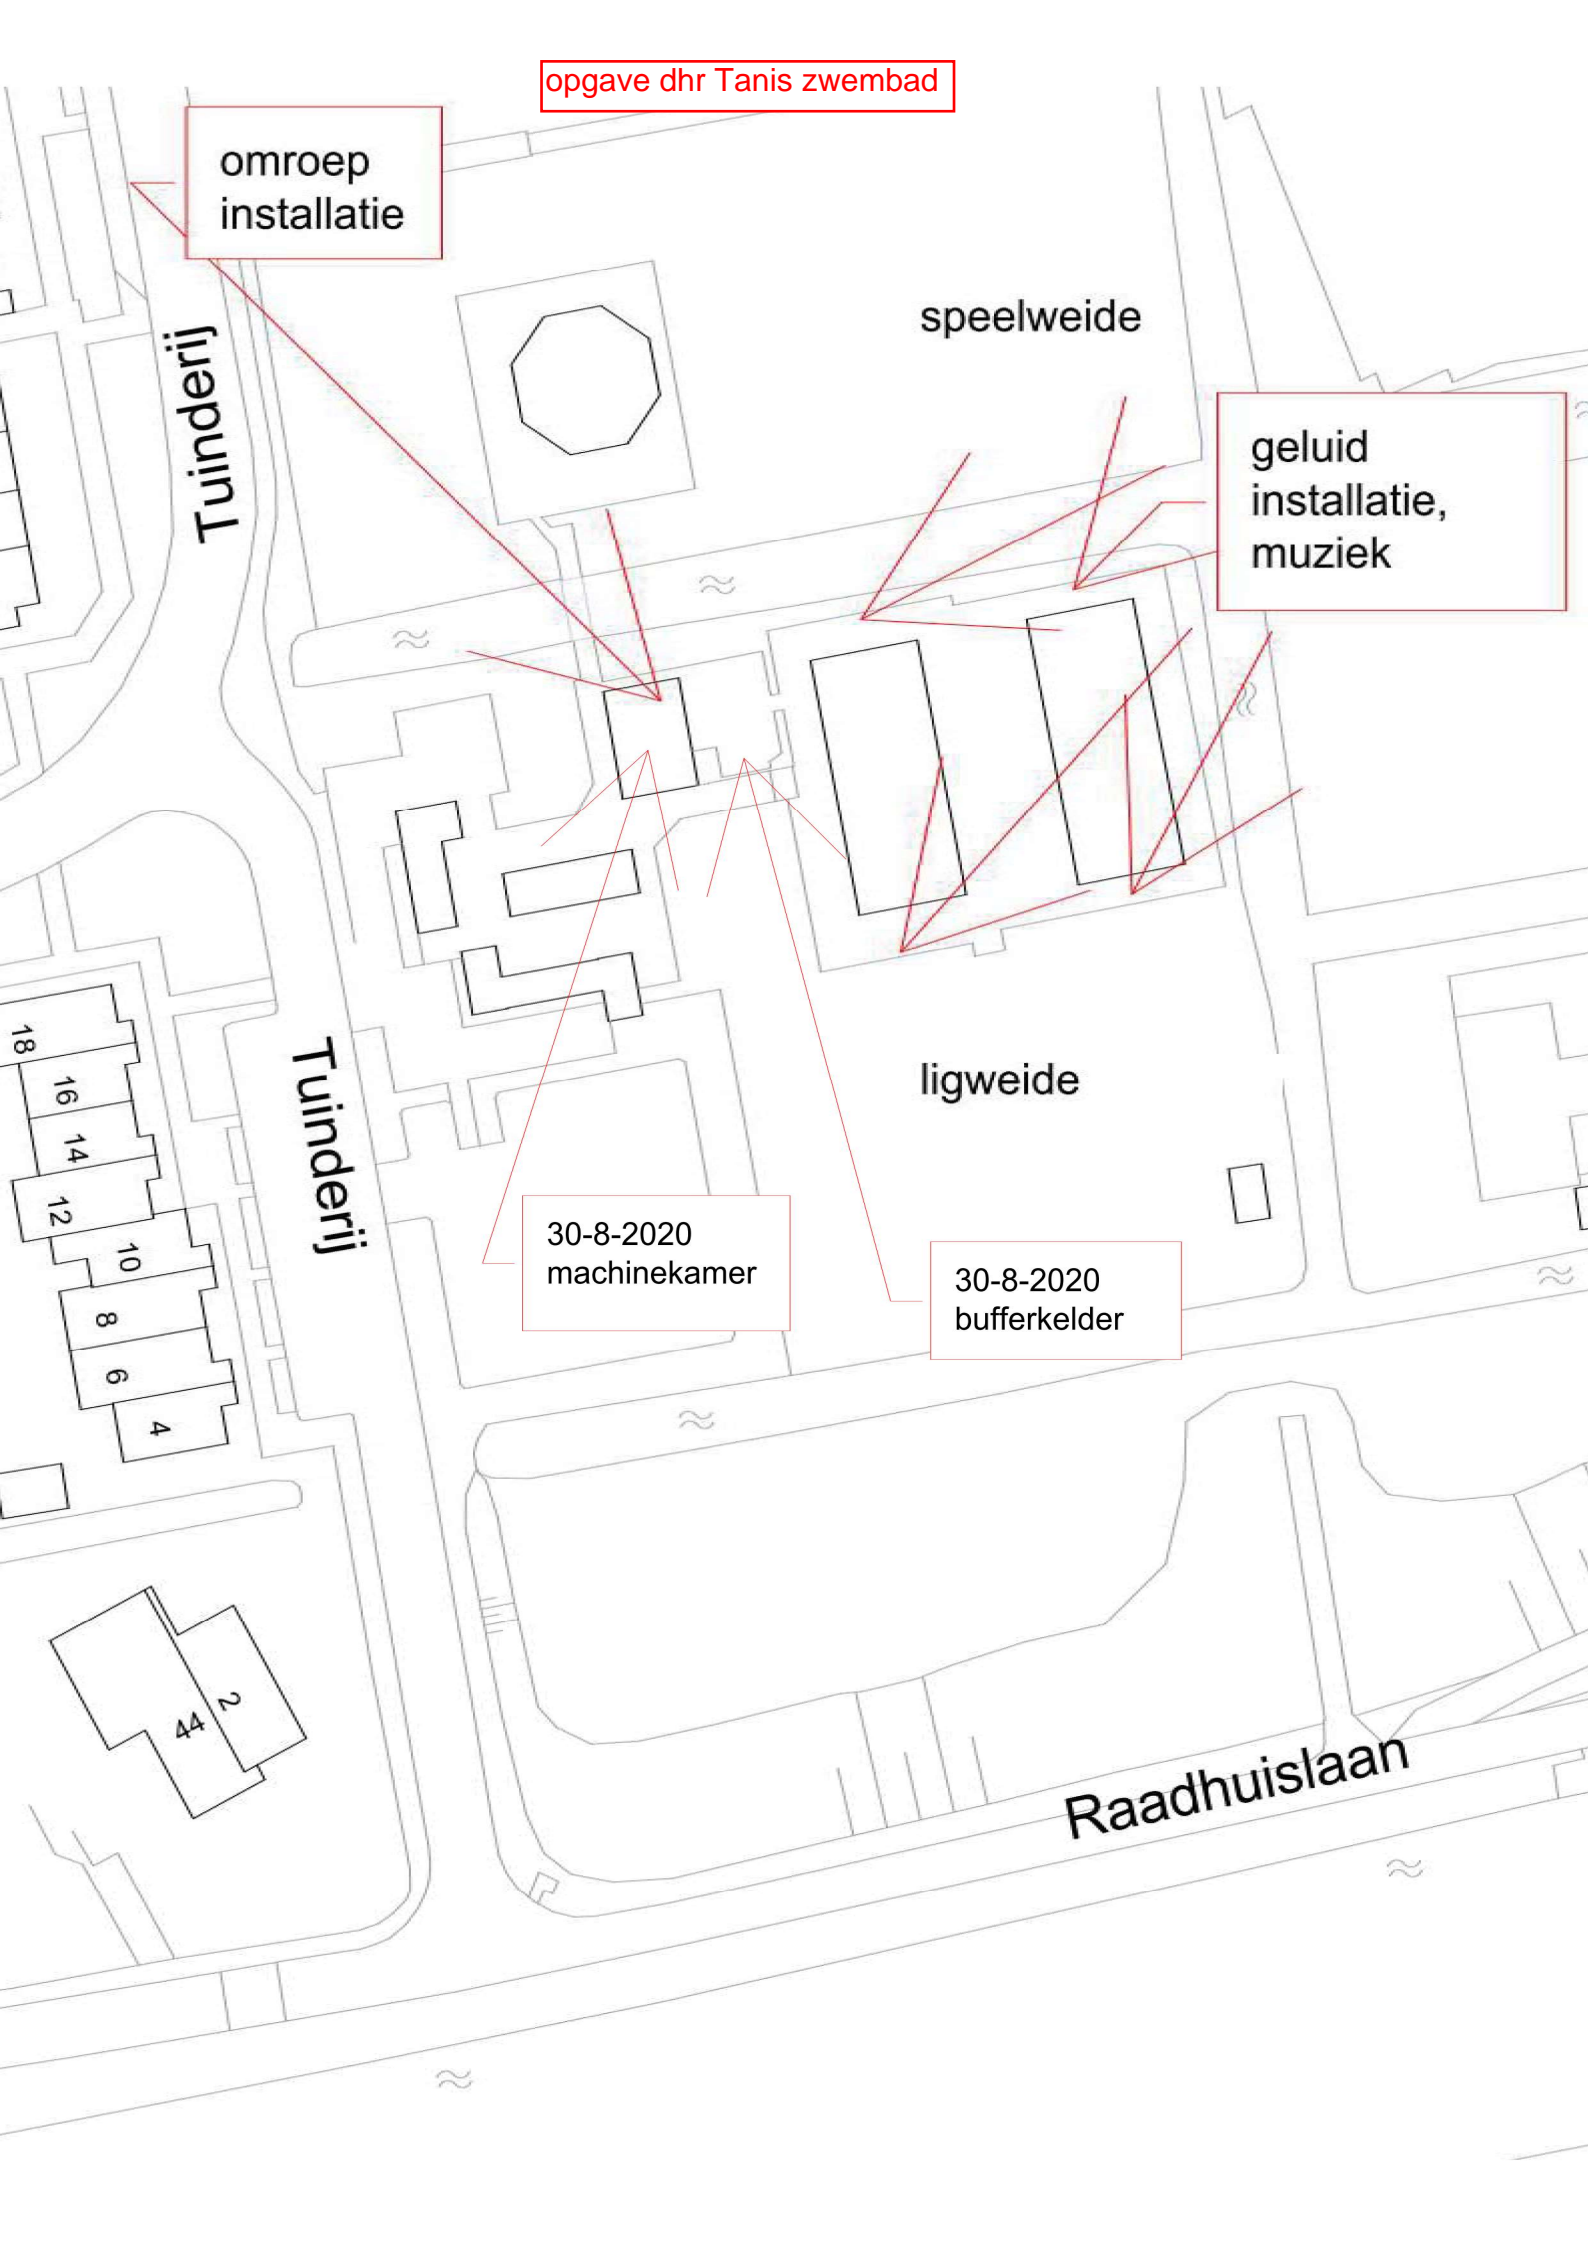 opgave dhr Tanis zwembad
omroep
installatie
speelweide
Tuinderij
geluid
installatie,
muziek
18
16
14
12
10
8
6
4
Tuinderij
ligweide
30-8-2020
machinekamer
30-8-2020
bufferkelder
44
2
Raadhuislaan